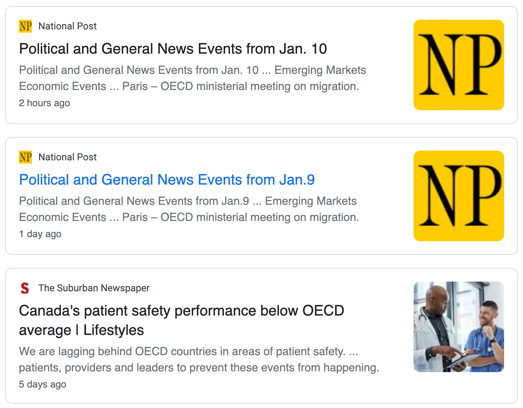 NP National Post
Political and General News Events from Jan. 10
Political and General News Events from Jan. 10 ... Emerging Markets
Economic Events ... Paris – OECD ministerial meeting on migration.
2 hours ago
NP
NP National Post
Political and General News Events from Jan.9
Political and General News Events from Jan.9 ... Emerging Markets
Economic Events ... Paris – OECD ministerial meeting on migration.
1 day ago
NP
S The Suburban Newspaper
Canada's patient safety performance below OECD
average | Lifestyles
We are lagging behind OECD countries in areas of patient safety. ...
patients, providers and leaders to prevent these events from happening.
5 days ago